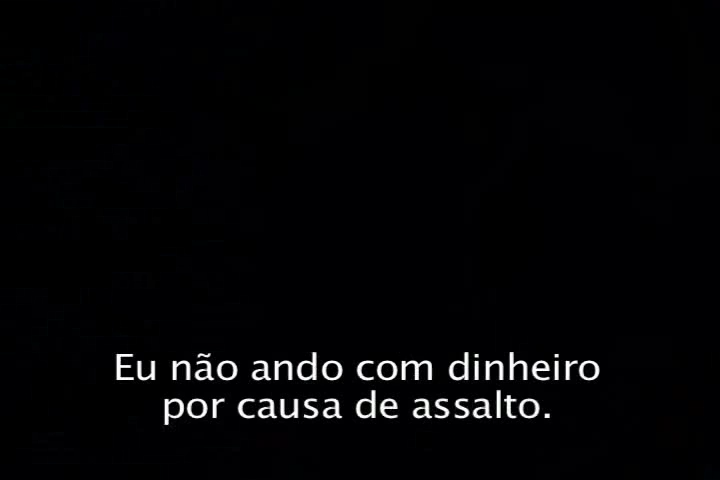 Eu não ando com dinheiro
por causa de assalto.